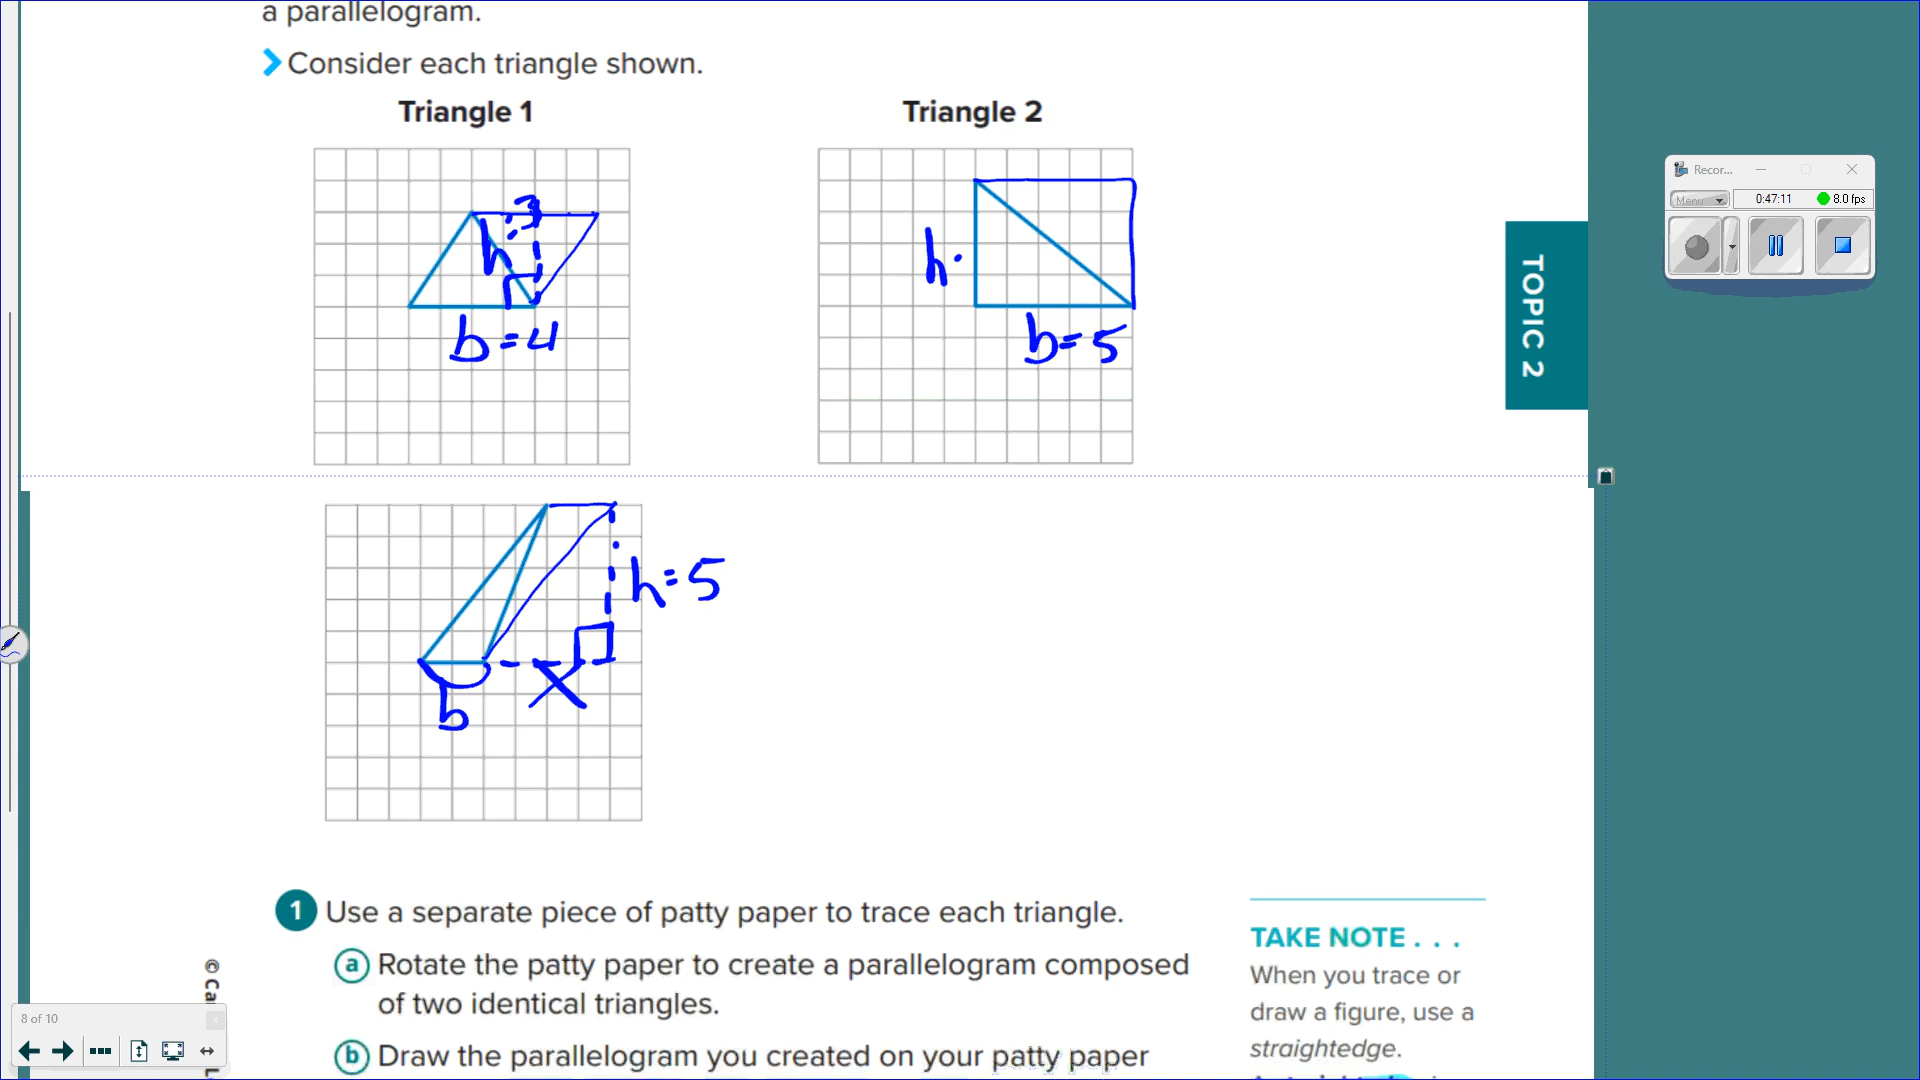 a parallelogram.
Consider each triangle shown.
Triangle 1
Triangle 2
3
h
b=4
h
b=5
TOPIC 2
Recor...
Menu
0:47:11
8.0 fps
h=5
b
X
1 Use a separate piece of patty paper to trace each triangle.
a Rotate the patty paper to create a parallelogram composed
of two identical triangles.
b Draw the parallelogram you created on your patty paper
TAKE NOTE . . .
When you trace or
draw a figure, use a
straightedge.
© Ca
8 of 10